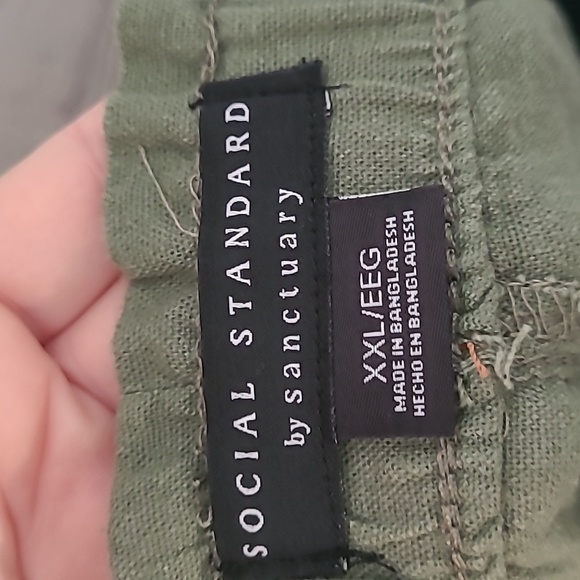 SOCIAL STANDARD
by sanctuary
XXL/EEG
MADE IN BANGLADESH
HECHO EN BANGLADESH